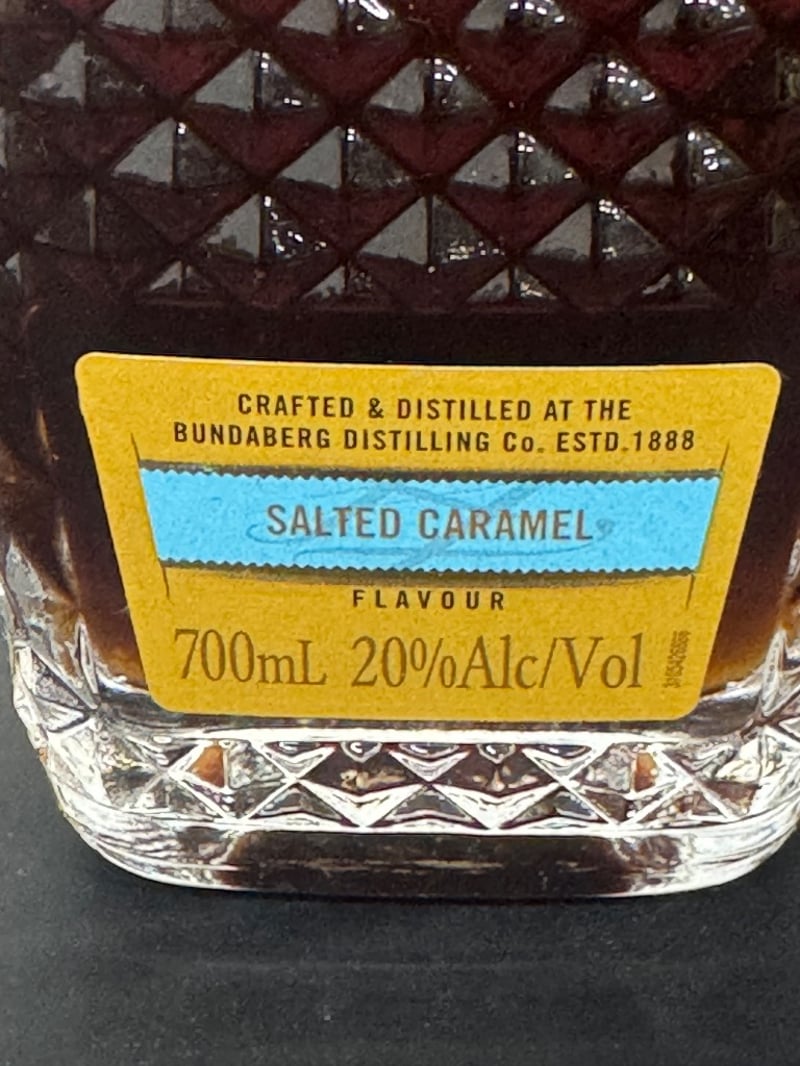 CRAFTED & DISTILLED AT THE
BUNDABERG DISTILLING Co. ESTD.1888
SALTED CARAMEL
FLAVOUR
700mL 20%Alc/Vol